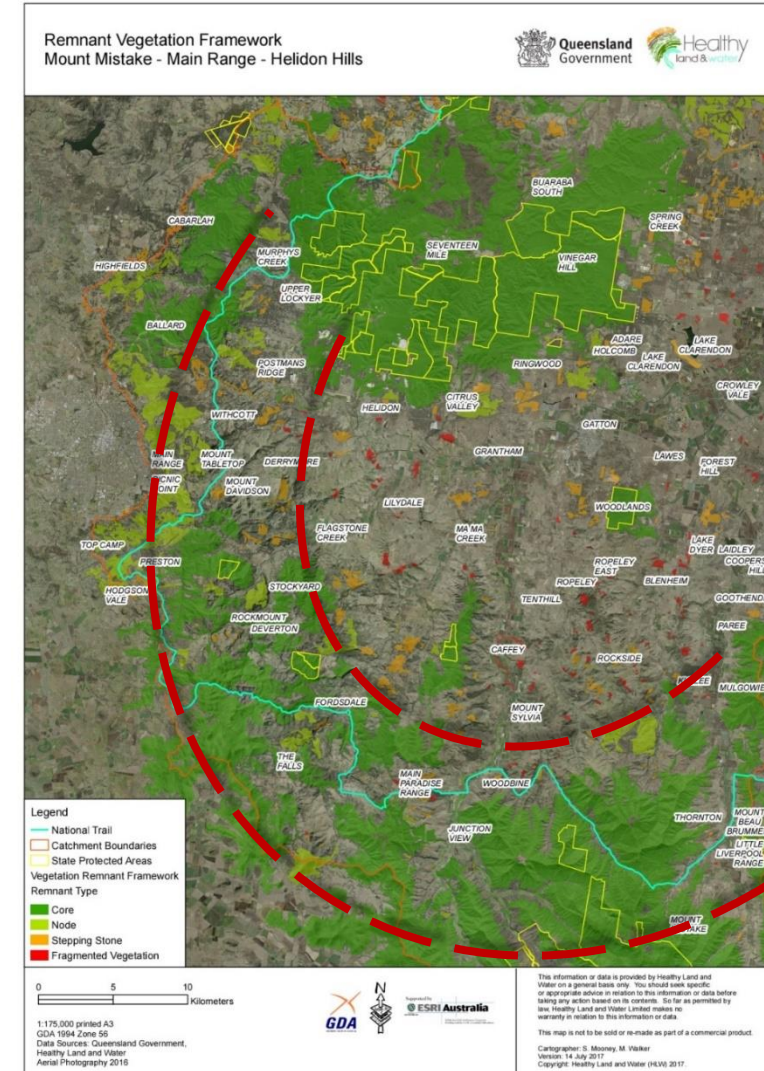 Remnant Vegetation Framework
Mount Mistake - Main Range - Helidon Hills
Queensland
Government
Healthy
land & water
BUARABA
SOUTH
CABARLAH
SPRING
CREEK
SEVENTEEN
MILE
MURPHYS
CREEK
VINEGAR
HILL
HIGHFIELDS
UPPER
LOCKYER
BALLARD
ADARE
HOLCOMB
LAKE
CLARENDON
LAKE
CLARENDON
POSTMANS
RIDGE
RINGWOOD
CROWLEY
VALE
CITRUS
VALLEY
HELIDON
WITHCOTT
GATTON
GRANTHAM
MAIN
RANGE
MOUNT
TABLETOP
DERRYMORE
LAWES
FOREST
HILL
PICNIC
POINT
MOUNT
DAVIDSON
LILYDALE
WOODLANDS
FLAGSTONE
CREEK
MA MA
CREEK
TOP CAMP
LAKE
DYER
LAIDLEY
COOPERS
HILL
PRESTON
ROPELEY
EAST
ROPELEY
BLENHEIM
HODGSON
VALE
STOCKYARD
TENTHILL
GOOTHENDA
ROCKMOUNT
DEVERTON
PAREE
CAFFEY
ROCKSIDE
MULGOWIE
FORDSDALE
MOUNT
SYLVIA
THE
FALLS
MAIN
PARADISE
RANGE
WOODBINE
JUNCTION
VIEW
THORNTON
MOUNT
BEAU
BRUMMEL
LITTLE
LIVERPOOL
RANGE
MOUNT
Legend
National Trail
Catchment Boundaries
State Protected Areas
Vegetation Remnant Framework
Remnant Type
Core
Node
Stepping Stone
Fragmented Vegetation
0 5 10
Kilometers
1:175,000 printed A3
GDA 1994 Zone 56
Data Sources: Queensland Government,
Healthy Land and Water
Aerial Photography 2016
GDA
N
Supported by
ESRI Australia
This information or data is provided by Healthy Land and
Water on a general basis only. You should seek specific
or appropriate advice in relation to this information or data before
taking any action based on its contents. So far as permitted by
law, Healthy Land and Water Limited makes no
warranty in relation to this information or data.
This map is not to be sold or re-made as part of a commercial product.
Cartographer: S. Mooney, M. Walker
Version: 14 July 2017
Copyright: Healthy Land and Water (HLW) 2017.